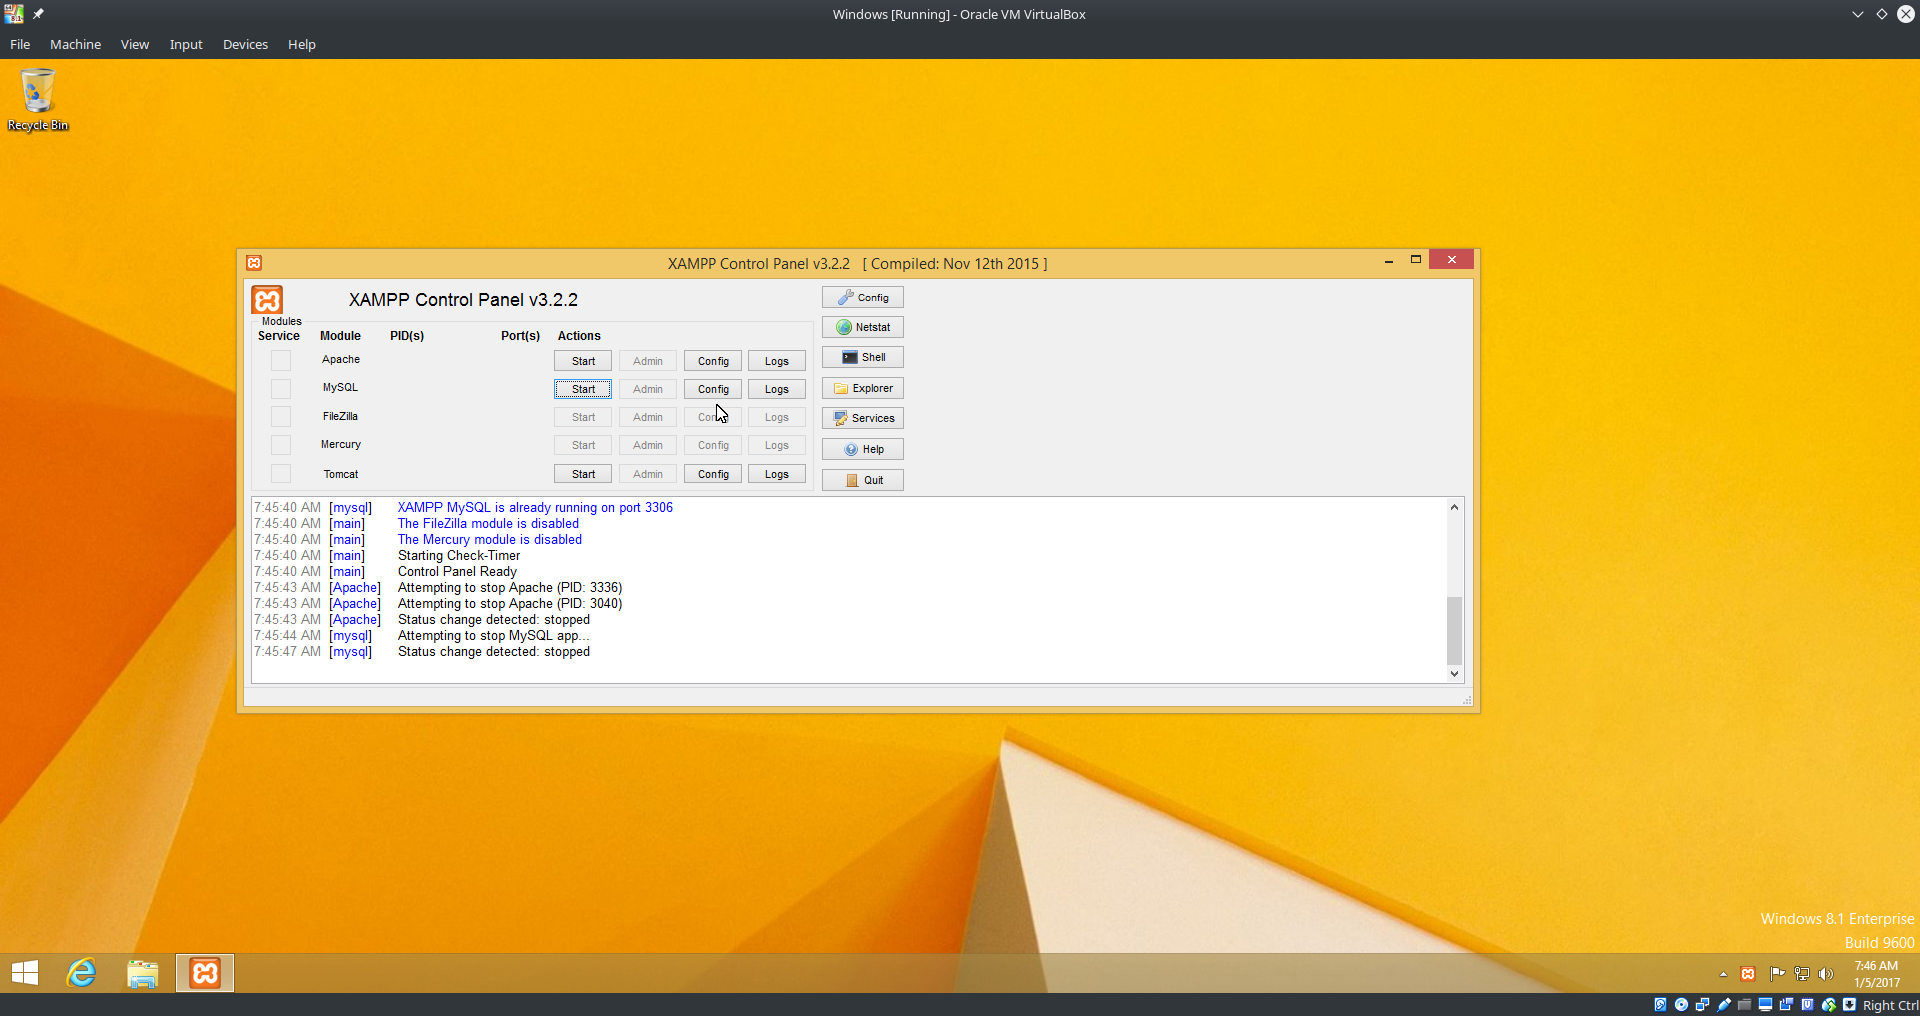 Windows [Running] - Oracle VM VirtualBox
File Machine View Input Devices Help
Recycle Bin
XAMPP Control Panel v3.2.2 [ Compiled: Nov 12th 2015 ]
XAMPP Control Panel v3.2.2
Config
Modules
Service Module PID(s) Port(s) Actions
Netstat
Apache Start Admin Config Logs
Shell
MySQL Start Admin Config Logs
Explorer
FileZilla Start Admin Config Logs
Services
Mercury Start Admin Config Logs
Help
Tomcat Start Admin Config Logs
Quit
7:45:40 AM [mysql] XAMPP MySQL is already running on port 3306
7:45:40 AM [main] The FileZilla module is disabled
7:45:40 AM [main] The Mercury module is disabled
7:45:40 AM [main] Starting Check-Timer
7:45:40 AM [main] Control Panel Ready
7:45:43 AM [Apache] Attempting to stop Apache (PID: 3336)
7:45:43 AM [Apache] Attempting to stop Apache (PID: 3040)
7:45:43 AM [Apache] Status change detected: stopped
7:45:44 AM [mysql] Attempting to stop MySQL app...
7:45:47 AM [mysql] Status change detected: stopped
Windows 8.1 Enterprise
Build 9600
7:46 AM
1/5/2017
Right Ctrl